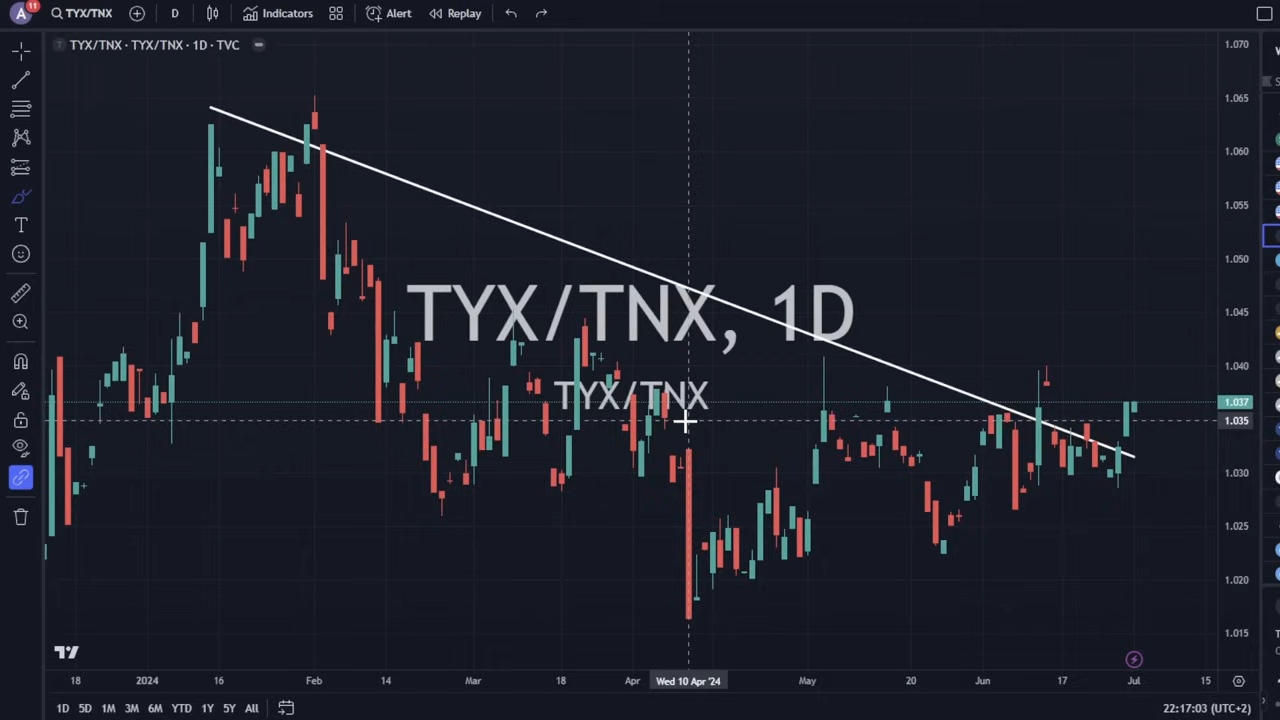 A 11 TYX/TNX D Indicators Alert Replay
T TYX/TNX · TYX/TNX · 1D · TVC
1.070
1.065
1.060
1.055
1.050
1.045
TYX/TNX, 1D
1.040
TYX/TNX
1.037
1.035
1.030
1.025
1.020
1.015
18 2024 16 Feb 14 Mar 18 Apr Wed 10 Apr '24 May 20 Jun 17 Jul 15
1D 5D 1M 3M 6M YTD 1Y 5Y All 22:17:03 (UTC+2)